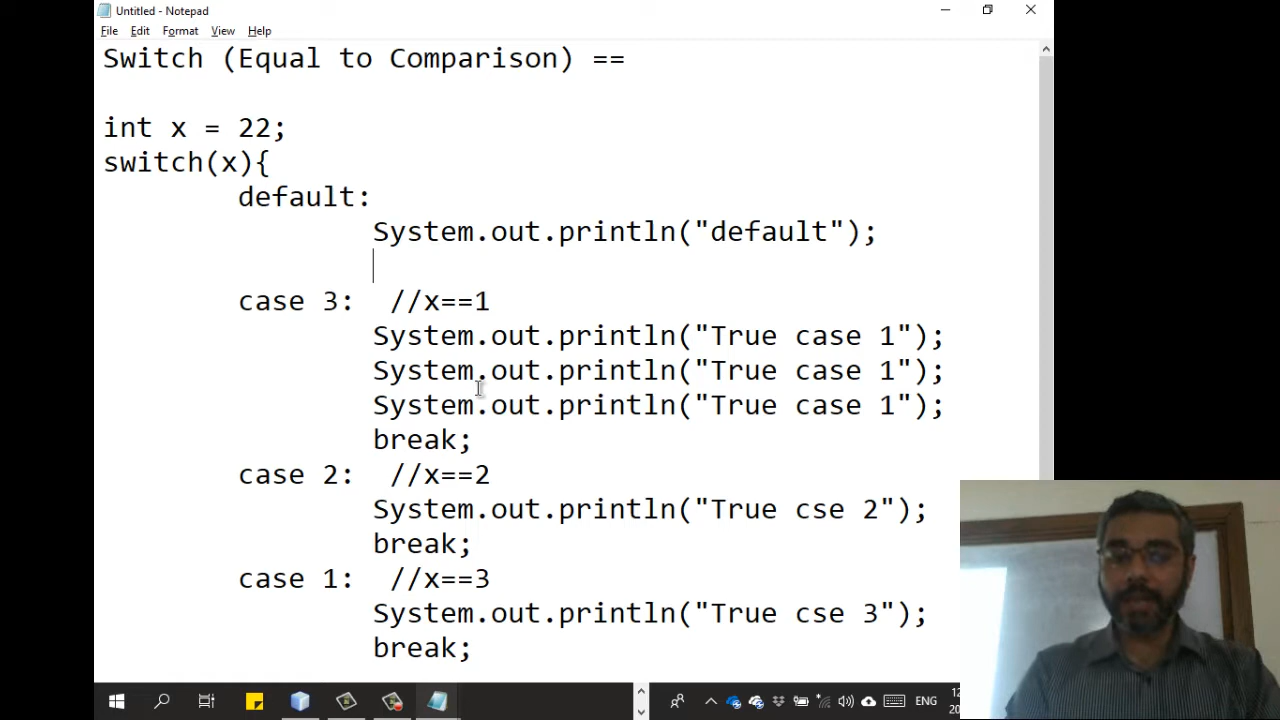 Untitled - Notepad
File Edit Format View Help
Switch (Equal to Comparison) ==
int x = 22;
switch(x){
default:
System.out.println("default");
case 3: //x==1
System.out.println("True case 1");
System.out.println("True case 1");
System.out.println("True case 1");
break;
case 2: //x==2
System.out.println("True cse 2");
break;
case 1: //x==3
System.out.println("True cse 3");
break;
ENG